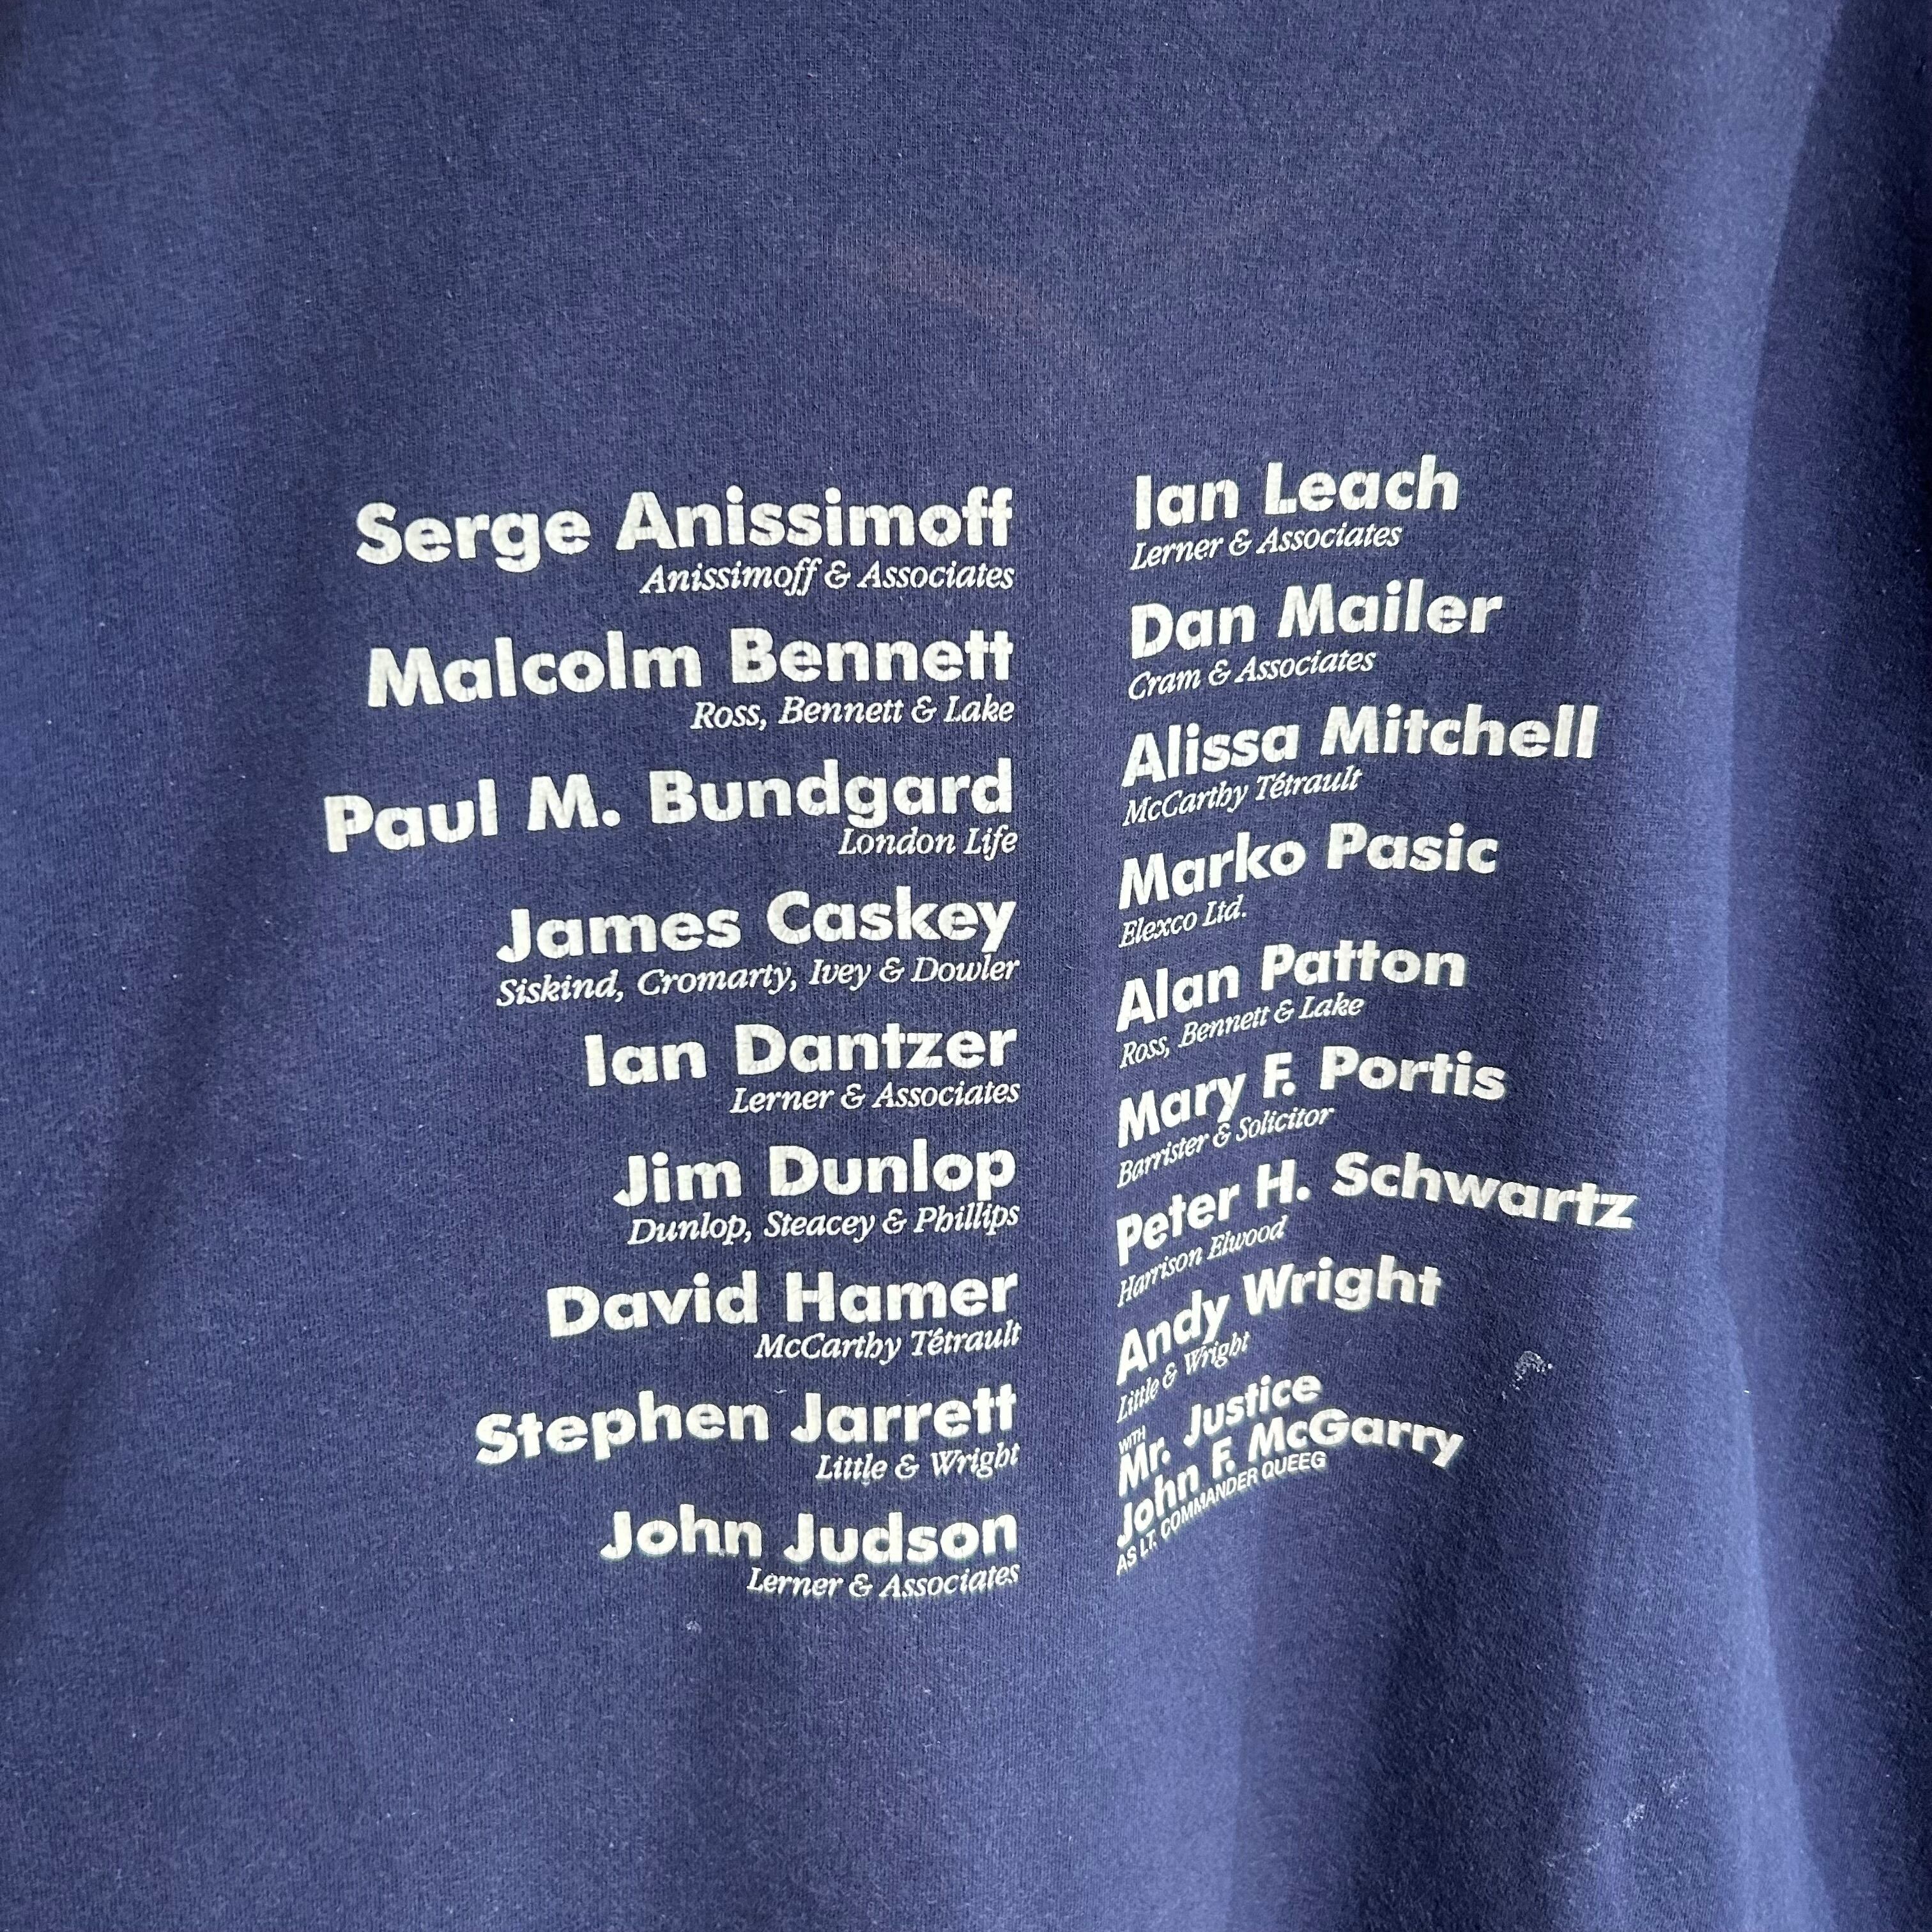 Serge Anissimoff
Anissimoff & Associates
Malcolm Bennett
Ross, Bennett & Lake
Paul M. Bundgard
London Life
James Caskey
Siskind, Cromarty, Ivey & Dowler
Ian Dantzer
Lerner & Associates
Jim Dunlop
Dunlop, Steacey & Phillips
David Hamer
McCarthy Tétrault
Stephen Jarrett
Little & Wright
John Judson
Lerner & Associates
Ian Leach
Lerner & Associates
Dan Mailer
Cram & Associates
Alissa Mitchell
McCarthy Tétrault
Marko Pasic
Elexco Ltd.
Alan Patton
Ross, Bennett & Lake
Mary F. Portis
Barrister & Solicitor
Peter H. Schwartz
Harrison Elwood
Andy Wright
Little & Wright
WITH
Mr. Justice
John F. McGarry
AS LT. COMMANDER QUEEG